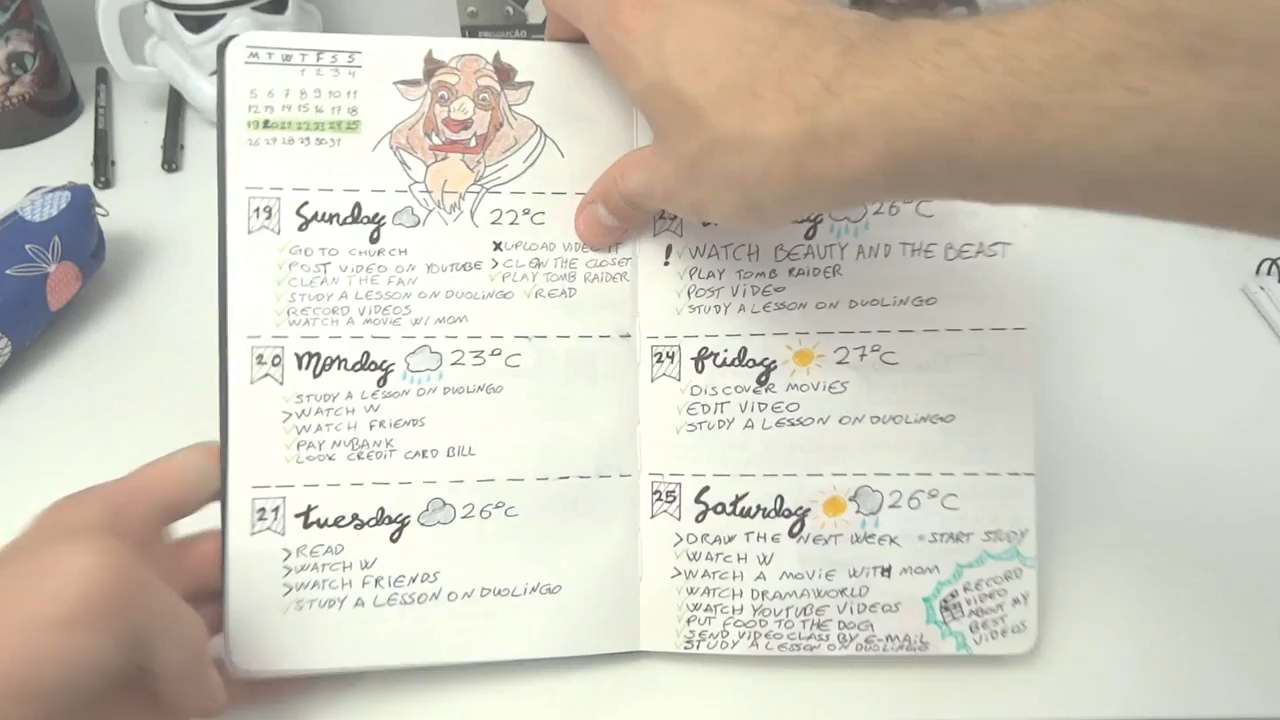 PRODUÇÃO
M T W T F S S
1 2 3 4
5 6 7 8 9 10 11
12 13 14 15 16 17 18
19 20 21 22 23 24 25
26 27 28 29 30 31
19 Sunday 22°C
GO TO CHURCH
POST VIDEO ON YOUTUBE
CLEAN THE FAN
STUDY A LESSON ON DUOLINGO
RECORD VIDEOS
WATCH A MOVIE W/ MOM
X UPLOAD VIDEO
> CLEAN THE CLOSET
PLAY TOMB RAIDER
READ
20 Monday 23°C
STUDY A LESSON ON DUOLINGO
> WATCH W
WATCH FRIENDS
PAY NUBANK
LOOK CREDIT CARD BILL
21 Tuesday 26°C
> READ
> WATCH W
> WATCH FRIENDS
STUDY A LESSON ON DUOLINGO
26°C
! WATCH BEAUTY AND THE BEAST
PLAY TOMB RAIDER
POST VIDEO
STUDY A LESSON ON DUOLINGO
24 Friday 27°C
DISCOVER MOVIES
EDIT VIDEO
STUDY A LESSON ON DUOLINGO
25 Saturday 26°C
> DRAW THE NEXT WEEK • START STUDY
WATCH W
> WATCH A MOVIE WITH MOM
WATCH DRAMAWORLD
WATCH YOUTUBE VIDEOS
PUT FOOD TO THE DOG
SEND VIDEO CLASS BY E-MAIL
STUDY A LESSON ON DUOLINGO
RECORD
VIDEO
ABOUT MY
BEST
VIDEOS